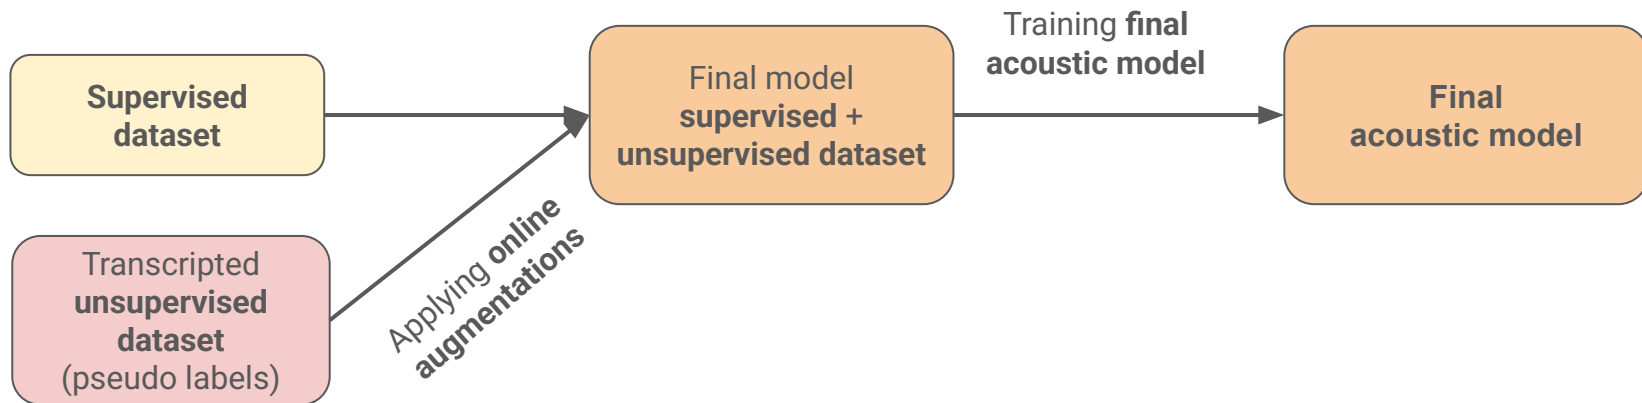 Supervised
dataset
Transcripted
unsupervised
dataset
(pseudo labels)
Applying online
augmentations
Final model
supervised +
unsupervised dataset
Training final
acoustic model
Final
acoustic model